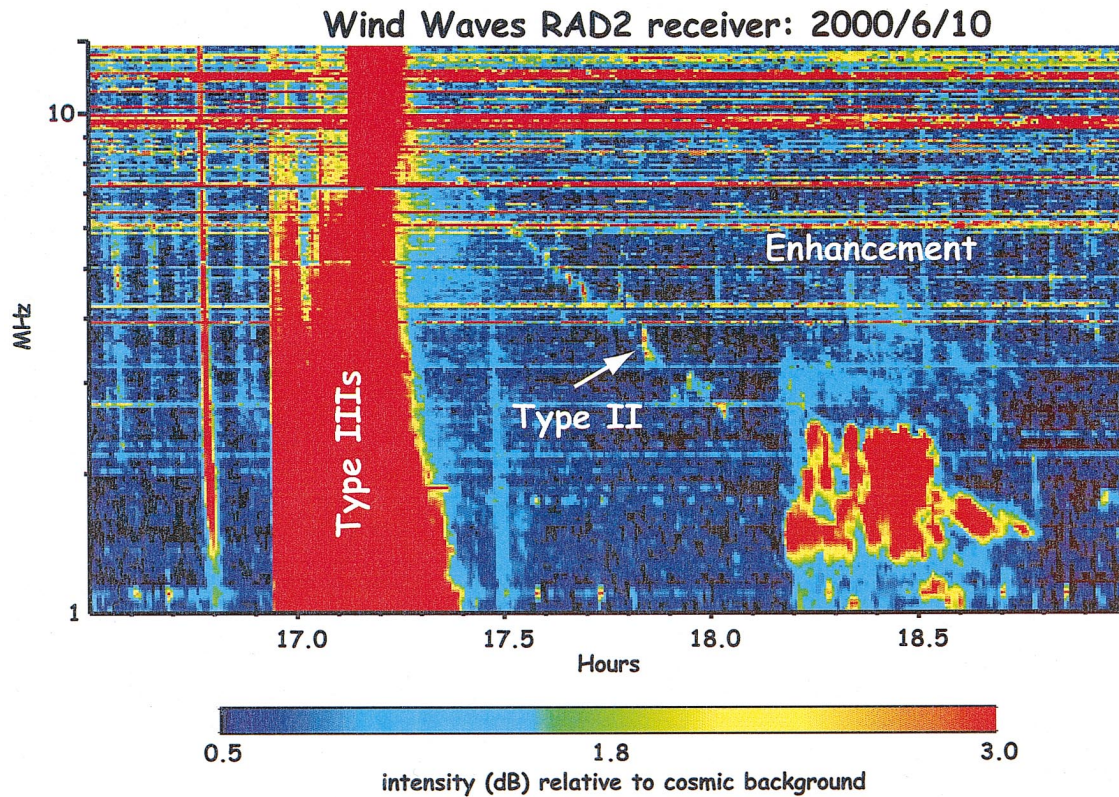 Wind Waves RAD2 receiver: 2000/6/10
10
Enhancement
MHz
Type IIIs
Type II
1
17.0 17.5 18.0 18.5
Hours
0.5 1.8 3.0
intensity (dB) relative to cosmic background